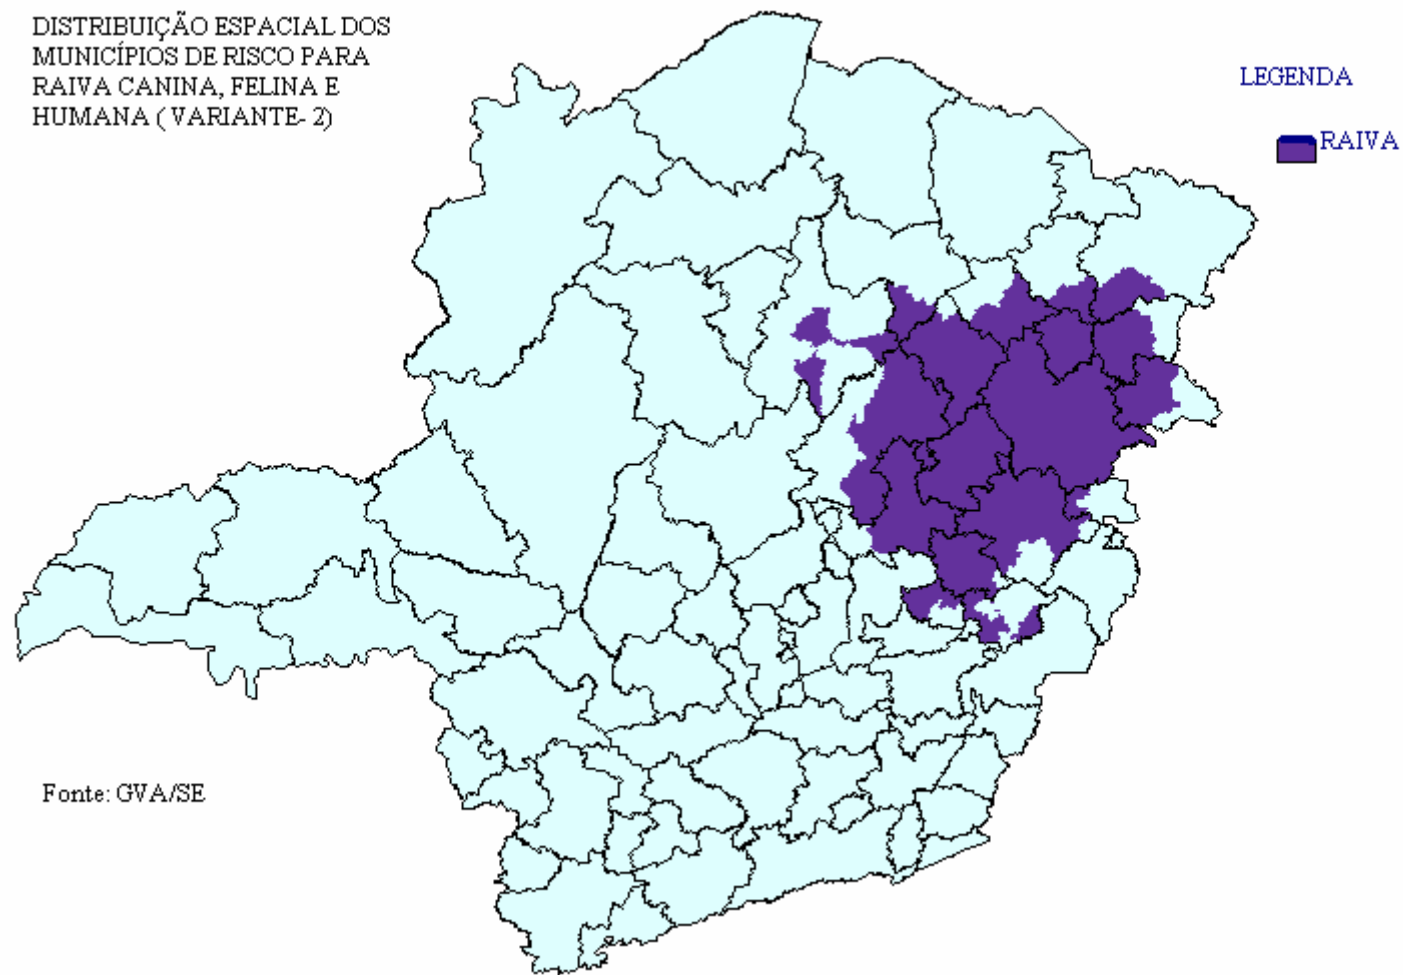 DISTRIBUIÇÃO ESPACIAL DOS
MUNICÍPIOS DE RISCO PARA
RAIVA CANINA, FELINA E
HUMANA ( VARIANTE- 2)
LEGENDA
RAIVA
Fonte: GVA/SE